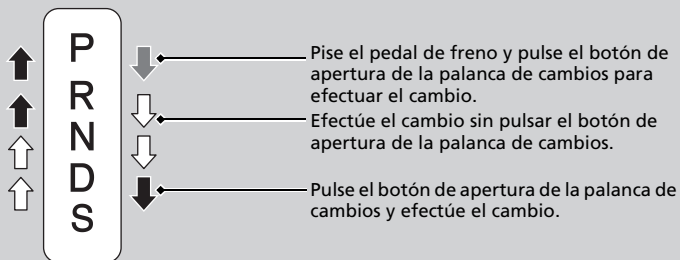 P
R
N
D
S
Pise el pedal de freno y pulse el botón de
apertura de la palanca de cambios para
efectuar el cambio.
Efectúe el cambio sin pulsar el botón de
apertura de la palanca de cambios.
Pulse el botón de apertura de la palanca de
cambios y efectúe el cambio.